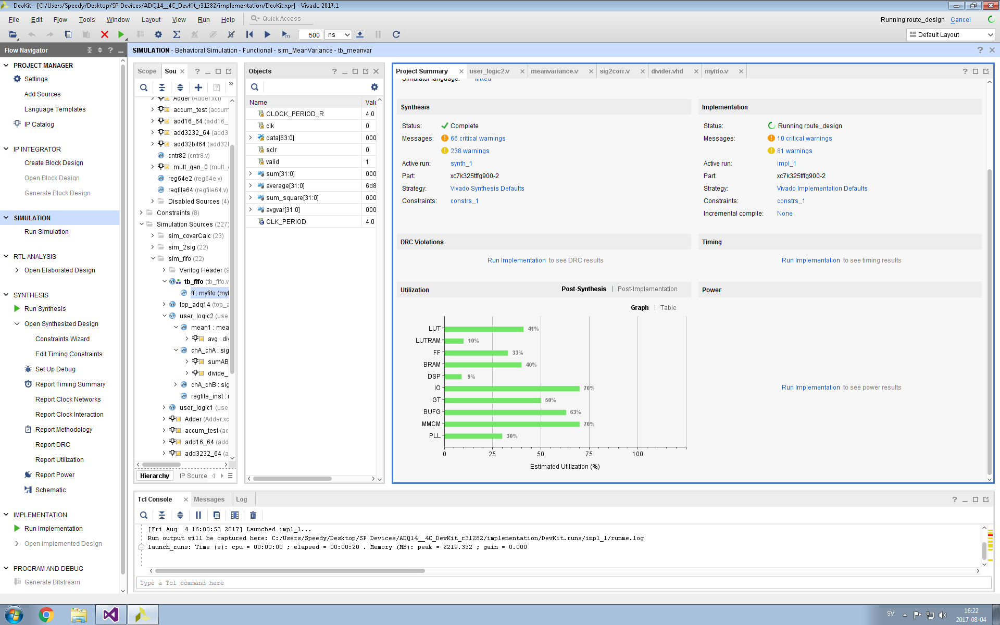 DevKit - [C:/Users/Speedy/Desktop/SP Devices/ADQ14__4C_DevKit_r31282/implementation/DevKit.xpr] - Vivado 2017.1
File Edit Flow Tools Window Layout View Run Help Quick Access
Running route_design Cancel
500 ns
Default Layout
Flow Navigator
PROJECT MANAGER
Settings
Add Sources
Language Templates
IP Catalog
IP INTEGRATOR
Create Block Design
Open Block Design
Generate Block Design
SIMULATION
Run Simulation
RTL ANALYSIS
Open Elaborated Design
SYNTHESIS
Run Synthesis
Open Synthesized Design
Constraints Wizard
Edit Timing Constraints
Set Up Debug
Report Timing Summary
Report Clock Networks
Report Clock Interaction
Report Methodology
Report DRC
Report Utilization
Report Power
Schematic
IMPLEMENTATION
Run Implementation
Open Implemented Design
PROGRAM AND DEBUG
Generate Bitstream
SIMULATION - Behavioral Simulation - Functional - sim_MeanVariance - tb_meanvar
Scope Sou
Adder (Adder.xci)
accum_test (accum
add16_64 (add16_
add3232_64 (add3
add32bit64 (add32
cntr82 (cntr8.v)
mult_gen_0 (mult_
reg64e2 (reg64e.v)
regfile64 (regfile64.v)
Disabled Sources (4)
Constraints (8)
Simulation Sources (227)
sim_covarCalc (23)
sim_2sig (22)
sim_fifo (22)
Verilog Header (9
tb_fifo (tb_fifo.v
ff : myfifo (myf
top_adq14 (top_a
user_logic2 (use
mean1 : mea
avg : di
chA_chA : sig
sumAB
divide_
chA_chB : sig
regfile_inst : r
user_logic1 (use
Adder (Adder.xc
accum_test (ac
add16_64 (add
add3232_64 (a
Hierarchy IP Source
Objects
Name Valu
CLOCK_PERIOD_R 4.0
clk 0
data[63:0] 000
sclr 0
valid 1
sum[31:0] 000
average[31:0] 6d8
sum_square[31:0] 000
avgvar[31:0] 000
CLK_PERIOD 4.0
Project Summary user_logic2.v meanvariance.v sig2corr.v divider.vhd myfifo.v
Simulator language: Mixed
Synthesis
Status: Complete
Messages: 66 critical warnings
238 warnings
Active run: synth_1
Part: xc7k325tffg900-2
Strategy: Vivado Synthesis Defaults
Constraints: constrs_1
Implementation
Status: Running route_design
Messages: 10 critical warnings
81 warnings
Active run: impl_1
Part: xc7k325tffg900-2
Strategy: Vivado Implementation Defaults
Constraints: constrs_1
Incremental compile: None
DRC Violations
Run Implementation to see DRC results
Timing
Run Implementation to see timing results
Utilization Post-Synthesis | Post-Implementation
Graph | Table
LUT 41%
LUTRAM 10%
FF 33%
BRAM 40%
DSP 9%
IO 70%
GT 50%
BUFG 63%
MMCM 70%
PLL 30%
0 25 50 75 100
Estimated Utilization (%)
Power
Run Implementation to see power results
Tcl Console Messages Log
[Fri Aug  4 16:00:53 2017] Launched impl_1...
Run output will be captured here: C:/Users/Speedy/Desktop/SP Devices/ADQ14__4C_DevKit_r31282/implementation/DevKit.runs/impl_1/runme.log
launch_runs: Time (s): cpu = 00:00:00 ; elapsed = 00:00:20 . Memory (MB): peak = 2219.332 ; gain = 0.000
Type a Tcl command here
SV
16:22
2017-08-04